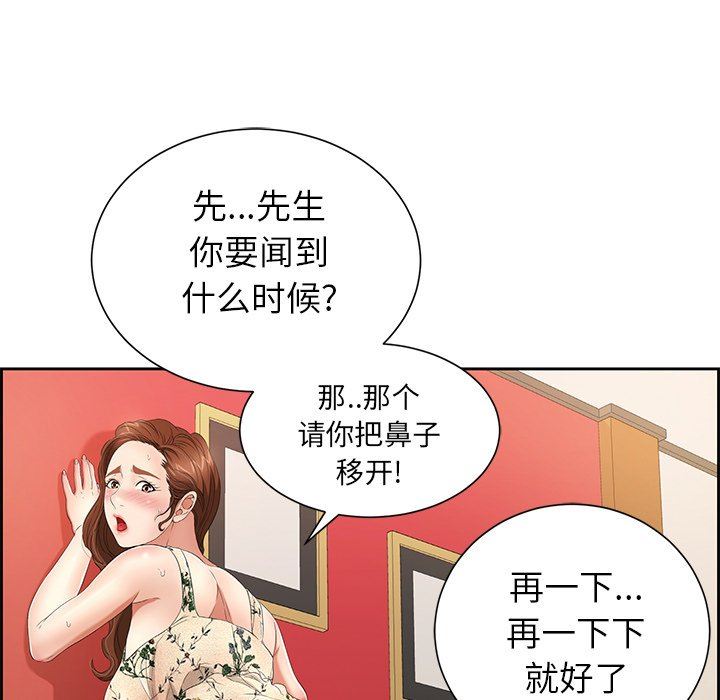 先...先生
你要闻到
什么时候?
那..那个
请你把鼻子
移开!
再一下...
再一下下
就好了